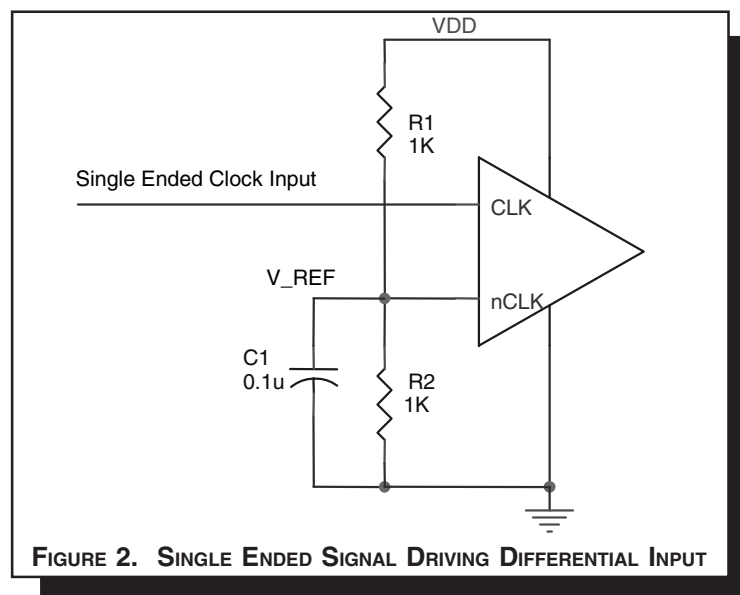 VDD
R1
1K
Single Ended Clock Input
CLK
V_REF
nCLK
C1
0.1u
R2
1K
FIGURE 2. SINGLE ENDED SIGNAL DRIVING DIFFERENTIAL INPUT